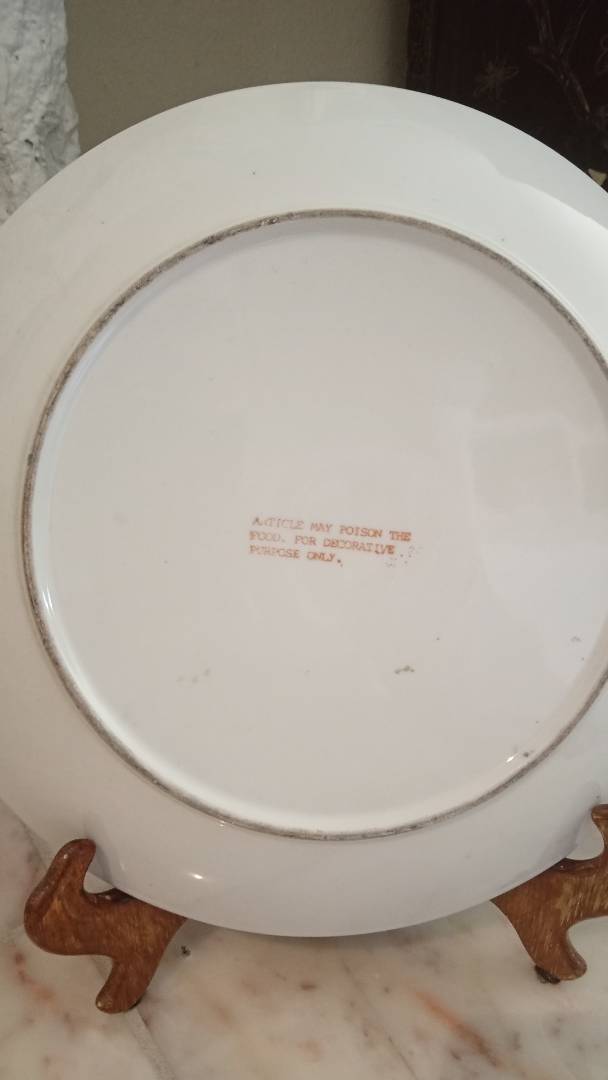 ARTICLE MAY POISON THE
FOOD. FOR DECORATIVE
PURPOSE ONLY.